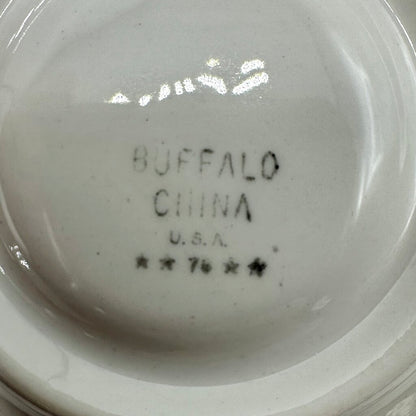 BUFFALO
CHINA
U.S.A.
★ ★ 76 ★ ★